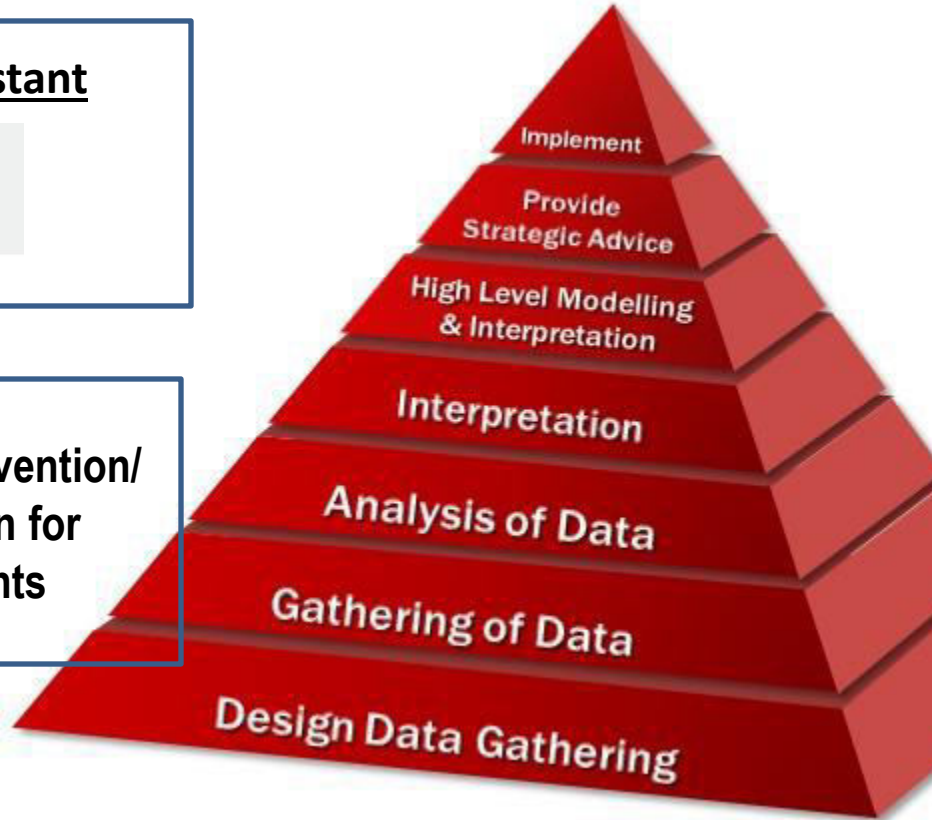 stant
vention/
n for
nts
Implement
Provide
Strategic Advice
High Level Modelling
& Interpretation
Interpretation
Analysis of Data
Gathering of Data
Design Data Gathering